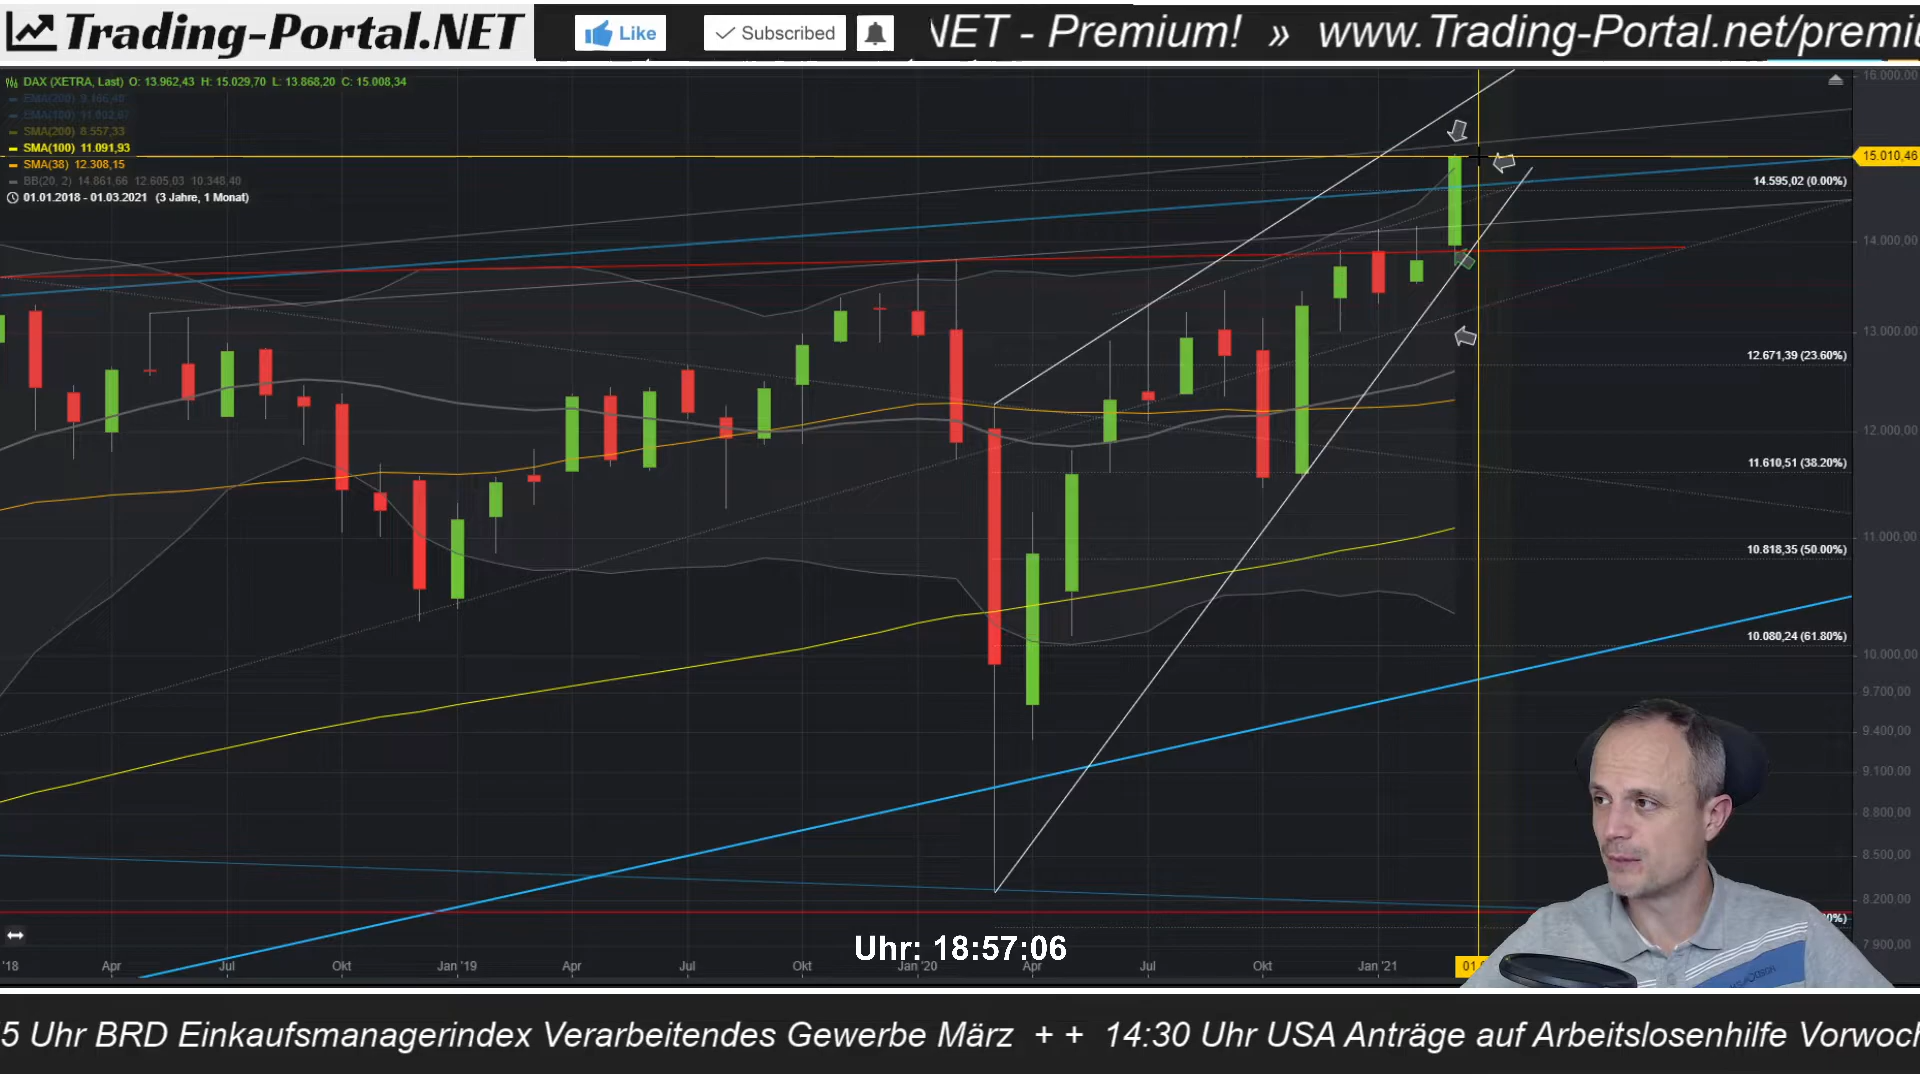 Trading-Portal.NET
Like
Subscribed
NET - Premium! » www.Trading-Portal.net/premiu
DAX (XETRA, Last) O: 13.962,43 H: 15.029,70 L: 13.868,20 C: 15.008,34
SMA(200) 8.557,33
SMA(100) 11.091,93
SMA(38) 12.308,15
BB(20, 2) 14.861,66 12.605,03 10.348,40
01.01.2018 - 01.03.2021 (3 Jahre, 1 Monat)
16.000,00
15.010,46
14.595,02 (0.00%)
14.000,00
13.000,00
12.671,39 (23.60%)
12.000,00
11.610,51 (38.20%)
11.000,00
10.818,35 (50.00%)
10.080,24 (61.80%)
10.000,00
9.700,00
9.400,00
9.100,00
8.800,00
8.500,00
8.200,00
7.900,00
Uhr: 18:57:06
'18 Apr Jul Okt Jan '19 Apr Jul Okt Jan '20 Apr Jul Okt Jan '21
5 Uhr BRD Einkaufsmanagerindex Verarbeitendes Gewerbe März + + 14:30 Uhr USA Anträge auf Arbeitslosenhilfe Vorwoc